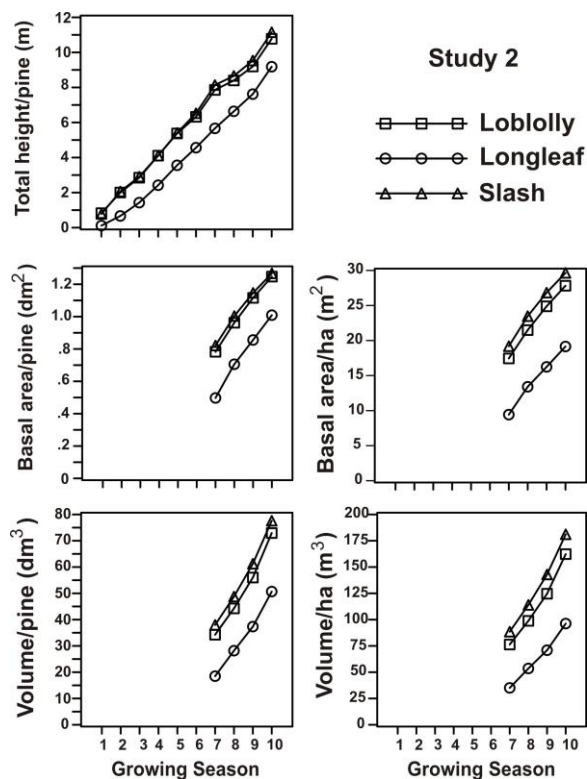 Study 2
Loblolly
Longleaf
Slash
Total height/pine (m)
12
10
8
6
4
2
0
1 2 3 4 5 6 7 8 9 10
Basal area/pine (dm²)
1.2
1.0
.8
.6
.4
.2
0
Basal area/ha (m²)
30
25
20
15
10
5
0
Volume/pine (dm³)
80
70
60
50
40
30
20
10
0
1 2 3 4 5 6 7 8 9 10
Growing Season
Volume/ha (m³)
200
175
150
125
100
75
50
25
0
1 2 3 4 5 6 7 8 9 10
Growing Season